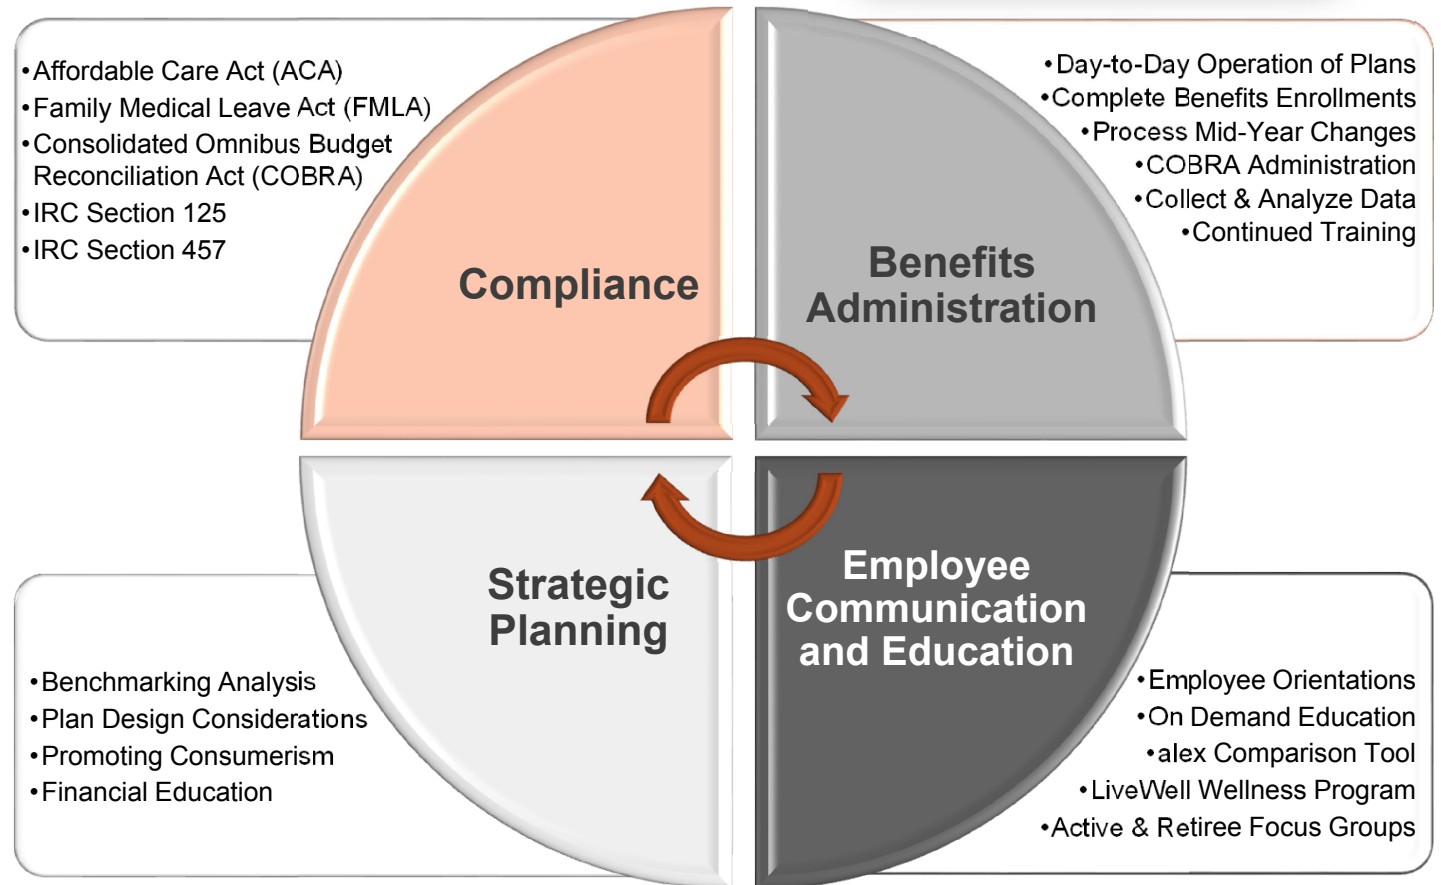 •Affordable Care Act (ACA)
•Family Medical Leave Act (FMLA)
•Consolidated Omnibus Budget
Reconciliation Act (COBRA)
•IRC Section 125
•IRC Section 457
Compliance
•Day-to-Day Operation of Plans
•Complete Benefits Enrollments
•Process Mid-Year Changes
•COBRA Administration
•Collect & Analyze Data
•Continued Training
Benefits
Administration
Strategic
Planning
•Benchmarking Analysis
•Plan Design Considerations
•Promoting Consumerism
•Financial Education
Employee
Communication
and Education
•Employee Orientations
•On Demand Education
•alex Comparison Tool
•LiveWell Wellness Program
•Active & Retiree Focus Groups